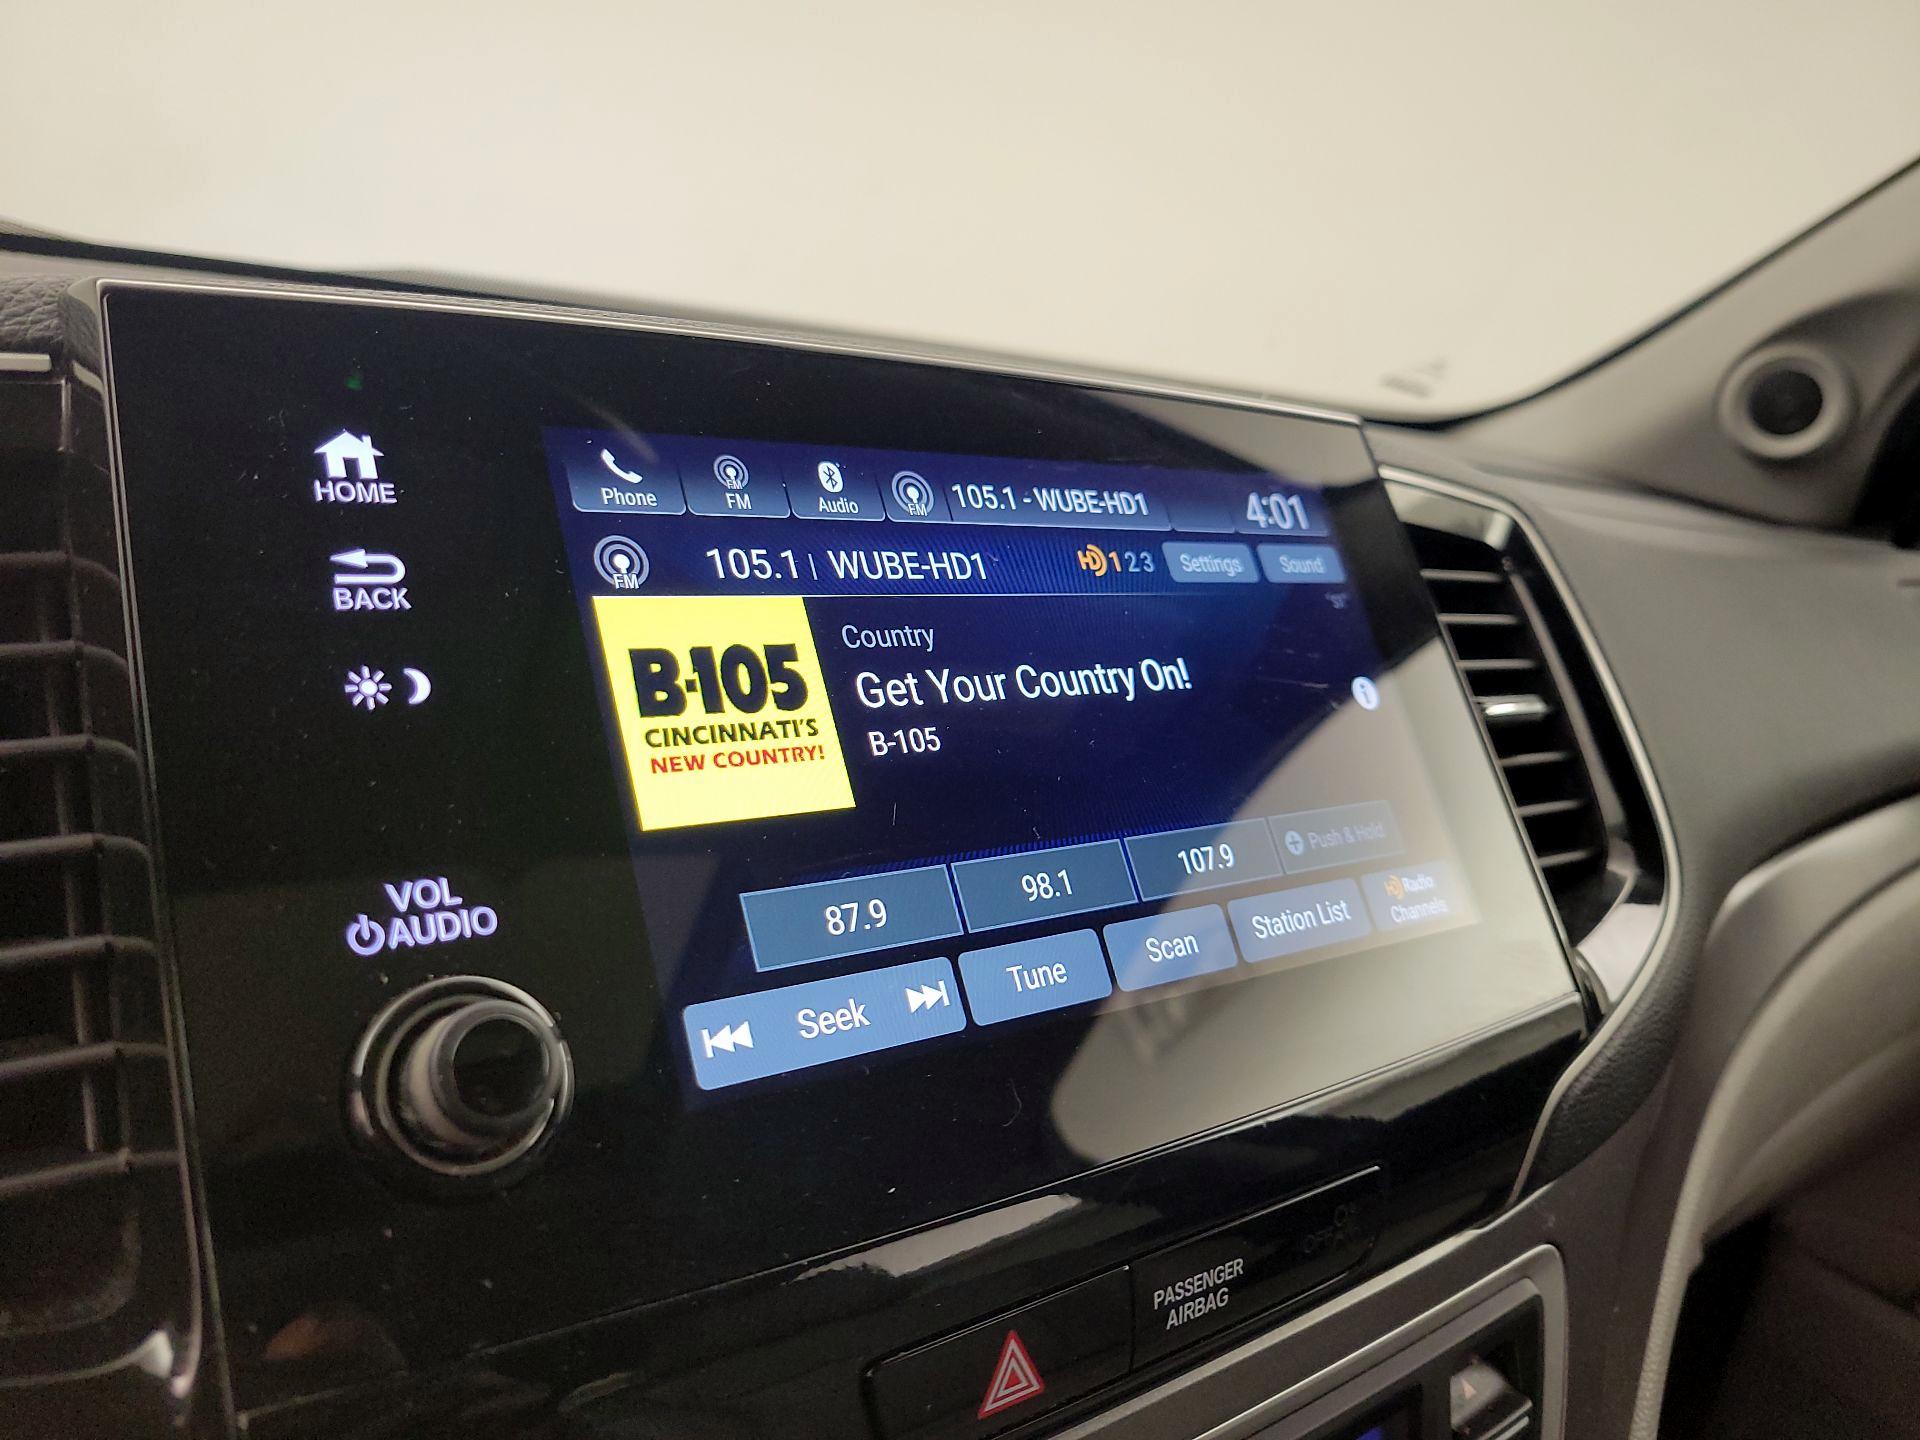 HOME
BACK
VOL
AUDIO
Phone
FM
FM
Audio
FM
105.1 - WUBE-HD1
4:01
FM
105.1 | WUBE-HD1
HD 1 2 3
Settings
Sound
B-105
CINCINNATI'S
NEW COUNTRY!
Country
Get Your Country On!
B-105
i
87.9
98.1
107.9
+ Push & Hold
Seek
Tune
Scan
Station List
HD Radio
Channels
PASSENGER
AIRBAG